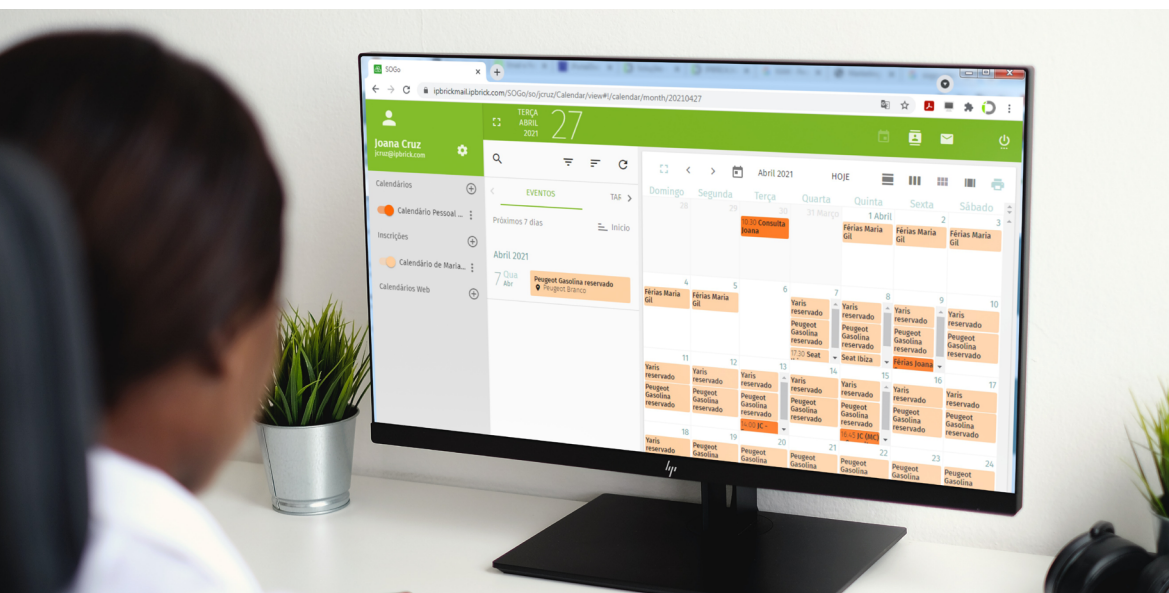 SOGo
ipbrickmail.ipbrick.com/SOGo/so/jcruz/Calendar/view#!/calendar/month/20210427
Joana Cruz
jcruz@ipbrick.com
TERÇA
ABRIL
2021
27
Calendários
Calendário Pessoal ...
Inscrições
Calendário de Maria...
Calendários Web
EVENTOS
TAF
Próximos 7 dias
Início
Abril 2021
7 Qua
Abr
Peugeot Gasolina reservado
Peugeot Branco
Abril 2021
HOJE
Domingo Segunda Terça Quarta Quinta Sexta Sábado
28 29 30 31 Março 1 Abril 2 3
10:30 Consulta
Joana
Férias Maria
Gil
Férias Maria
Gil
Férias Maria
Gil
4 5 6 7 8 9 10
Férias Maria
Gil
Férias Maria
Gil
Yaris
reservado
Peugeot
Gasolina
reservado
17:30 Seat
Yaris
reservado
Peugeot
Gasolina
reservado
Seat Ibiza
Yaris
reservado
Peugeot
Gasolina
reservado
Férias Joana
Yaris
reservado
Peugeot
Gasolina
reservado
11 12 13 14 15 16 17
Yaris
reservado
Peugeot
Gasolina
reservado
Yaris
reservado
Peugeot
Gasolina
reservado
Yaris
reservado
Peugeot
Gasolina
reservado
JC -
Yaris
reservado
Peugeot
Gasolina
reservado
Yaris
reservado
Peugeot
Gasolina
reservado
JC (MC)
Yaris
reservado
Peugeot
Gasolina
reservado
Yaris
reservado
Peugeot
Gasolina
reservado
18 19 20 21 22 23 24
Yaris
reservado
Peugeot
Gasolina
Peugeot
Gasolina
Peugeot
Gasolina
Peugeot
Gasolina
Peugeot
Gasolina
Peugeot
Gasolina
hp